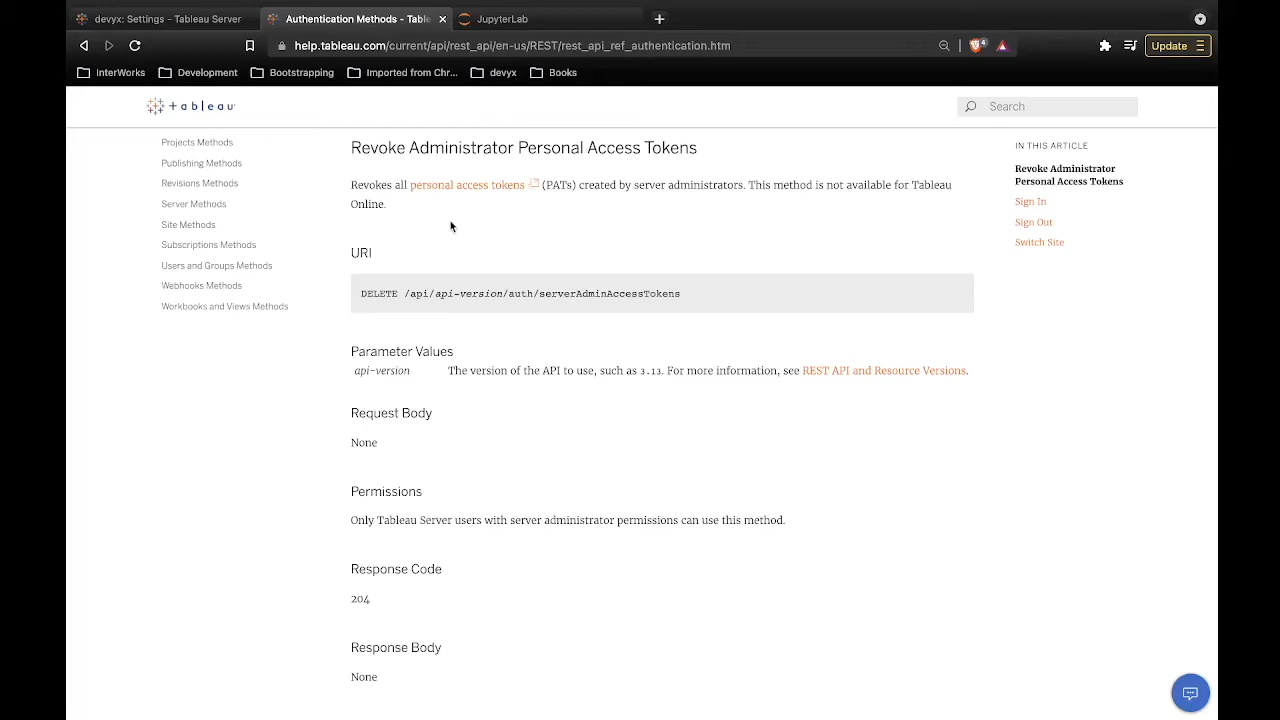 devyx: Settings - Tableau Server
Authentication Methods - Table
JupyterLab
help.tableau.com/current/api/rest_api/en-us/REST/rest_api_ref_authentication.htm
4
Update
InterWorks
Development
Bootstrapping
Imported from Chr...
devyx
Books
+ a b l e a u
Search
Projects Methods
Publishing Methods
Revisions Methods
Server Methods
Site Methods
Subscriptions Methods
Users and Groups Methods
Webhooks Methods
Workbooks and Views Methods
Revoke Administrator Personal Access Tokens
Revokes all personal access tokens (PATs) created by server administrators. This method is not available for Tableau
Online.
URI
DELETE /api/api-version/auth/serverAdminAccessTokens
Parameter Values
api-version The version of the API to use, such as 3.13. For more information, see REST API and Resource Versions.
Request Body
None
Permissions
Only Tableau Server users with server administrator permissions can use this method.
Response Code
204
Response Body
None
IN THIS ARTICLE
Revoke Administrator
Personal Access Tokens
Sign In
Sign Out
Switch Site